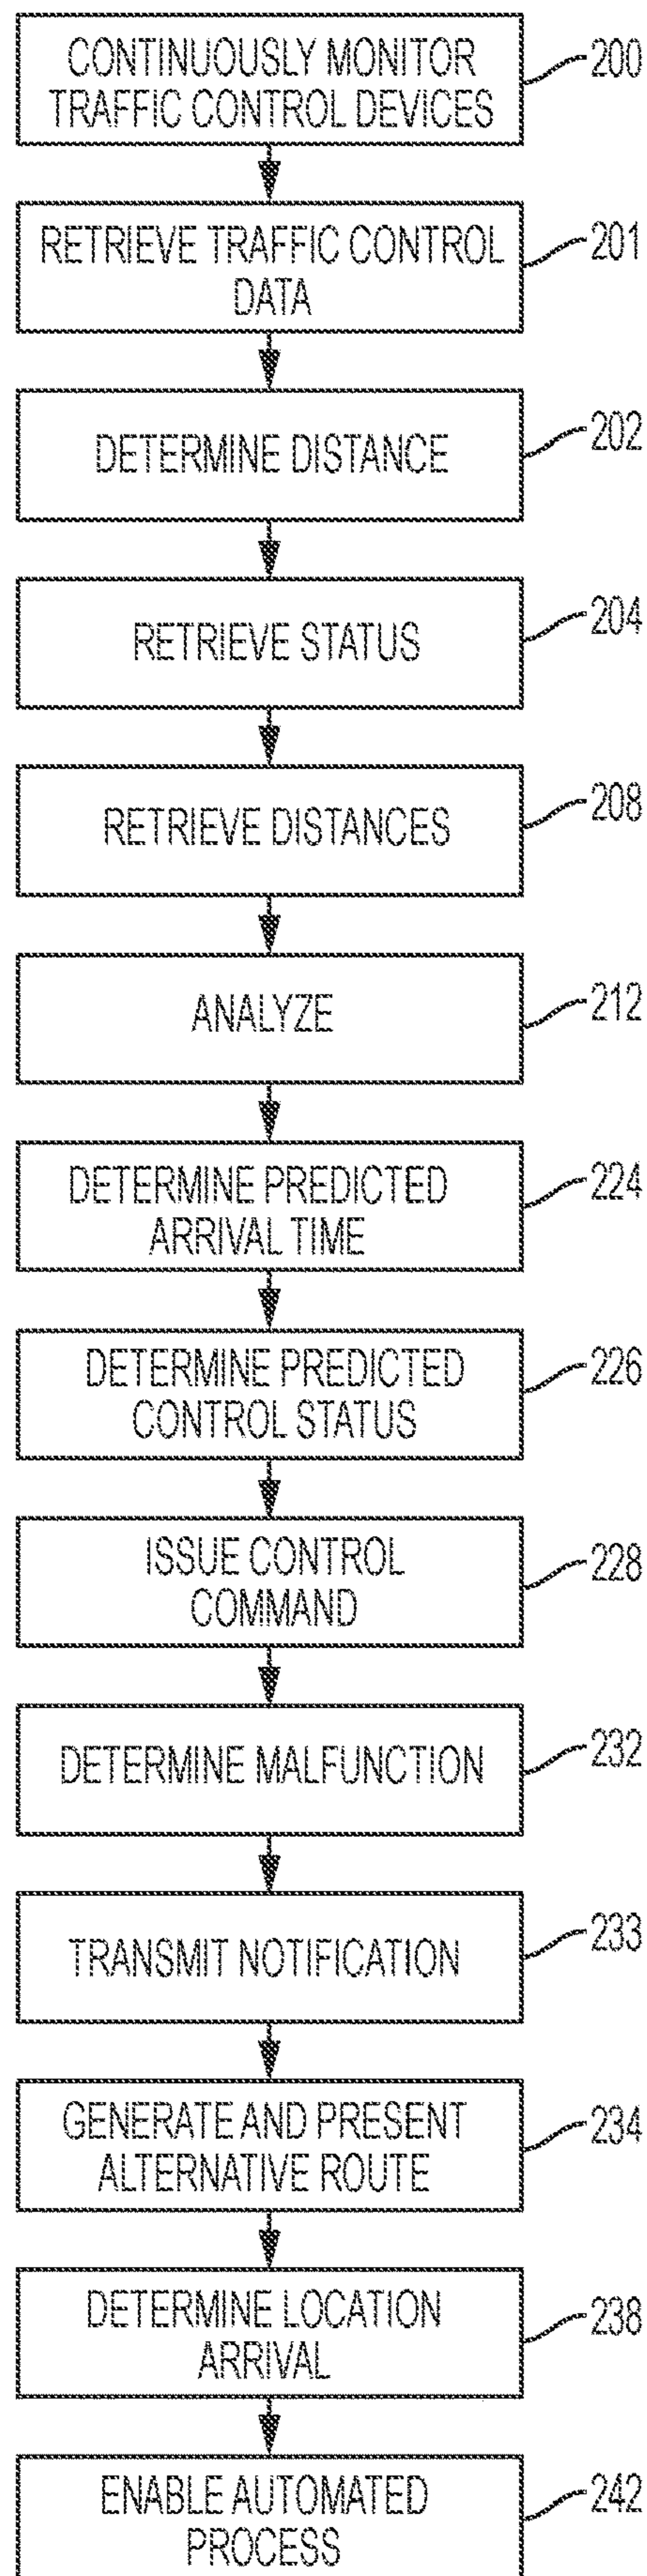 CONTINUOUSLY MONITOR
TRAFFIC CONTROL DEVICES
200
RETRIEVE TRAFFIC CONTROL
DATA
201
DETERMINE DISTANCE
202
RETRIEVE STATUS
204
RETRIEVE DISTANCES
208
ANALYZE
212
DETERMINE PREDICTED
ARRIVAL TIME
224
DETERMINE PREDICTED
CONTROL STATUS
226
ISSUE CONTROL
COMMAND
228
DETERMINE MALFUNCTION
232
TRANSMIT NOTIFICATION
233
GENERATE AND PRESENT
ALTERNATIVE ROUTE
234
DETERMINE LOCATION
ARRIVAL
238
ENABLE AUTOMATED
PROCESS
242